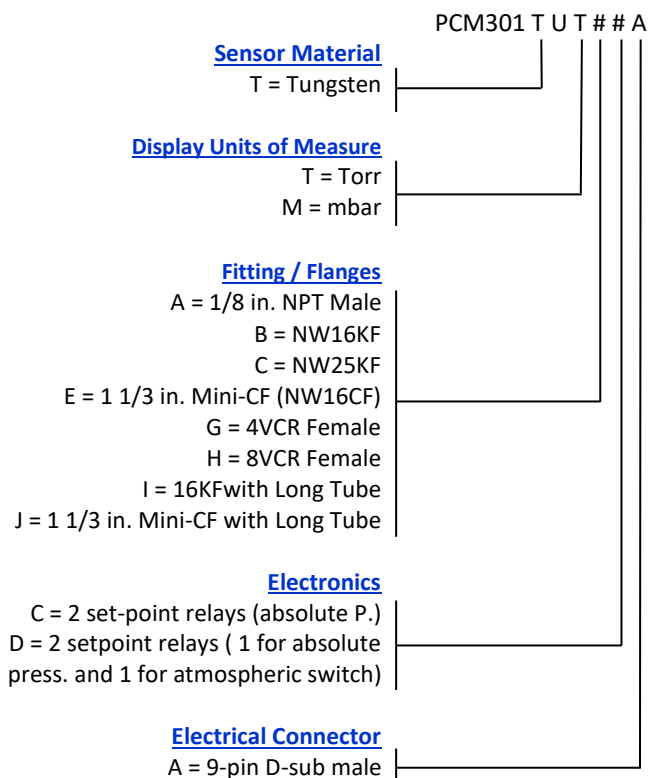 PCM301 T U T # # A
Sensor Material
T = Tungsten
Display Units of Measure
T = Torr
M = mbar
Fitting / Flanges
A = 1/8 in. NPT Male
B = NW16KF
C = NW25KF
E = 1 1/3 in. Mini-CF (NW16CF)
G = 4VCR Female
H = 8VCR Female
I = 16KFwith Long Tube
J = 1 1/3 in. Mini-CF with Long Tube
Electronics
C = 2 set-point relays (absolute P.)
D = 2 setpoint relays ( 1 for absolute
press. and 1 for atmospheric switch)
Electrical Connector
A = 9-pin D-sub male